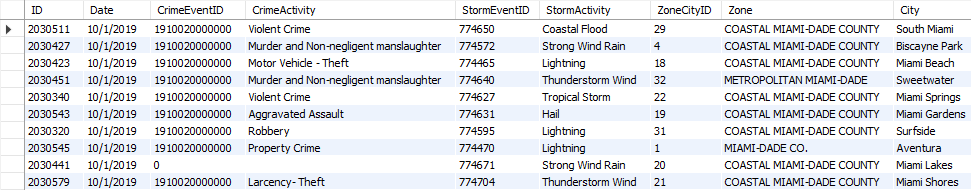 ID Date CrimeEventID CrimeActivity StormEventID StormActivity ZoneCityID Zone City
2030511 10/1/2019 1910020000000 Violent Crime 774650 Coastal Flood 29 COASTAL MIAMI-DADE COUNTY South Miami
2030427 10/1/2019 1910020000000 Murder and Non-negligent manslaughter 774572 Strong Wind Rain 4 COASTAL MIAMI-DADE COUNTY Biscayne Park
2030423 10/1/2019 1910020000000 Motor Vehicle - Theft 774465 Lightning 18 COASTAL MIAMI-DADE COUNTY Miami Beach
2030451 10/1/2019 1910020000000 Murder and Non-negligent manslaughter 774640 Thunderstorm Wind 32 METROPOLITAN MIAMI-DADE Sweetwater
2030340 10/1/2019 1910020000000 Violent Crime 774627 Tropical Storm 22 COASTAL MIAMI-DADE COUNTY Miami Springs
2030543 10/1/2019 1910020000000 Aggravated Assault 774631 Hail 19 COASTAL MIAMI-DADE COUNTY Miami Gardens
2030320 10/1/2019 1910020000000 Robbery 774595 Lightning 31 COASTAL MIAMI-DADE COUNTY Surfside
2030545 10/1/2019 1910020000000 Property Crime 774470 Lightning 1 MIAMI-DADE CO. Aventura
2030441 10/1/2019 0 774671 Strong Wind Rain 20 COASTAL MIAMI-DADE COUNTY Miami Lakes
2030579 10/1/2019 1910020000000 Larcency- Theft 774704 Thunderstorm Wind 21 COASTAL MIAMI-DADE COUNTY Miami Shores